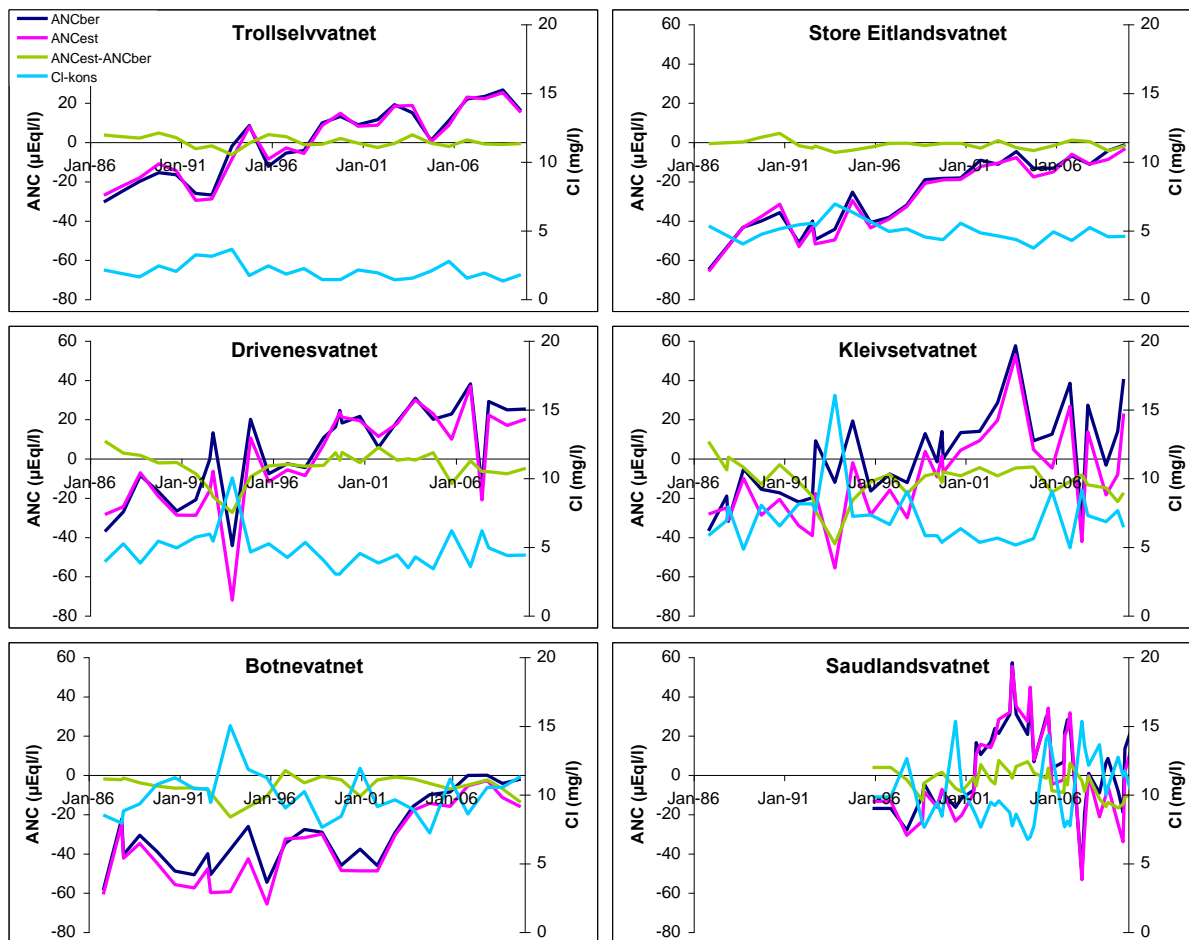 ANCber
ANCest
ANCest-ANCber
Cl-kons
Trollselvvatnet
60
40
20
0
-20
-40
-60
-80
Jan-86
Jan-91
Jan-96
Jan-01
Jan-06
ANC (µEql/l)
20
15
10
5
0
Cl (mg/l)
Store Eitlandsvatnet
60
40
20
0
-20
-40
-60
-80
Jan-86
Jan-91
Jan-96
Jan-01
Jan-06
ANC (µEql/l)
20
15
10
5
0
Cl (mg/l)
Drivenesvatnet
60
40
20
0
-20
-40
-60
-80
Jan-86
Jan-91
Jan-96
Jan-01
Jan-06
ANC (µEql/l)
20
15
10
5
0
Cl (mg/l)
Kleivsetvatnet
60
40
20
0
-20
-40
-60
-80
Jan-86
Jan-91
Jan-96
Jan-01
Jan-06
ANC (µEql/l)
20
15
10
5
0
Cl (mg/l)
Botnevatnet
60
40
20
0
-20
-40
-60
-80
Jan-86
Jan-91
Jan-96
Jan-01
Jan-06
ANC (µEql/l)
20
15
10
5
0
Cl (mg/l)
Saudlandsvatnet
60
40
20
0
-20
-40
-60
-80
Jan-86
Jan-91
Jan-96
Jan-01
Jan-06
ANC (µEql/l)
20
15
10
5
0
Cl (mg/l)